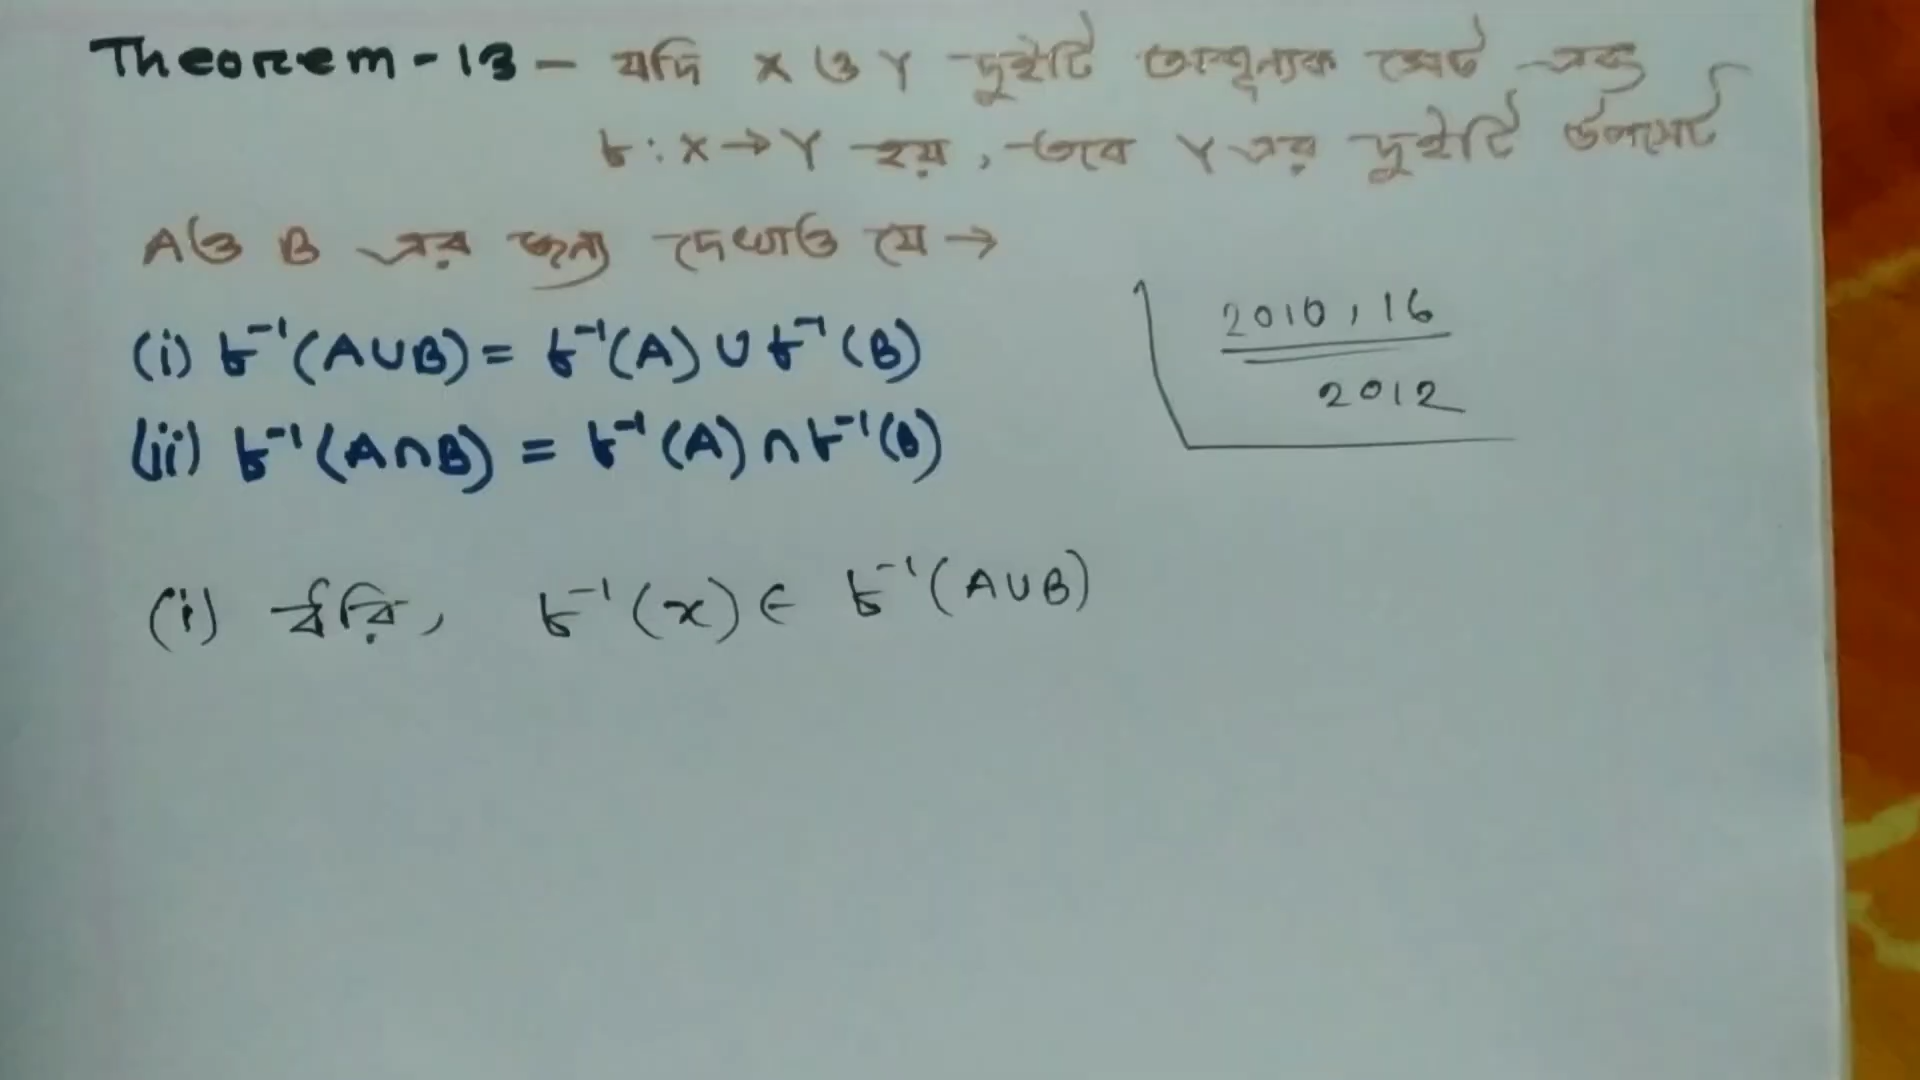 Theorem-13 – যদি X ও Y দুইটি অশূন্যক সেট এবং
f : X → Y হয়, তবে Y এর দুইটি উপসেট
A ও B এর জন্য দেখাও যে →
(i) f⁻¹(A∪B) = f⁻¹(A) ∪ f⁻¹(B)
(ii) f⁻¹(A∩B) = f⁻¹(A) ∩ f⁻¹(B)
2010, 16
2012
(i) ধরি, f⁻¹(x) ∈ f⁻¹(A∪B)